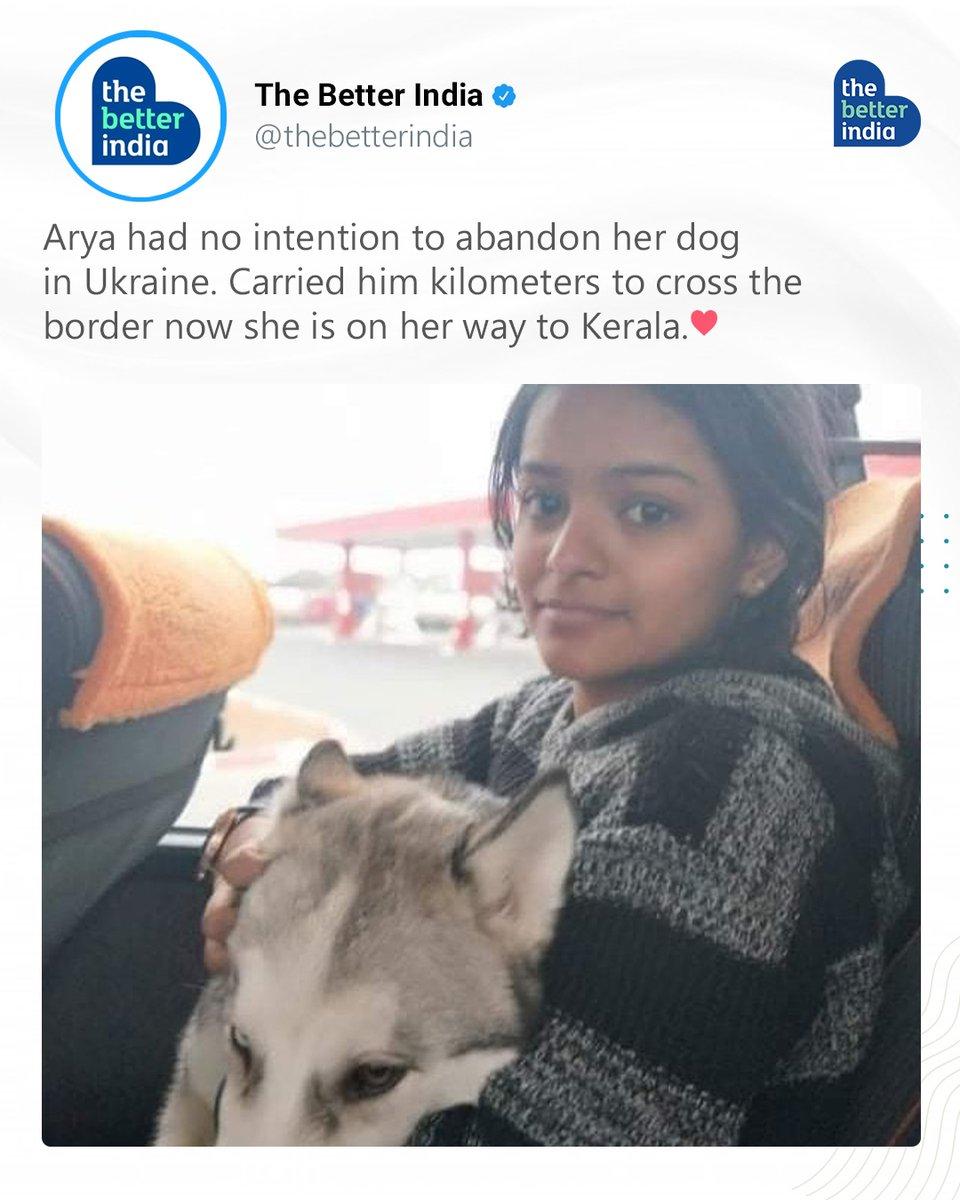 the
better
india
The Better India
@thebetterindia
the
better
india
Arya had no intention to abandon her dog
in Ukraine. Carried him kilometers to cross the
border now she is on her way to Kerala.❤️